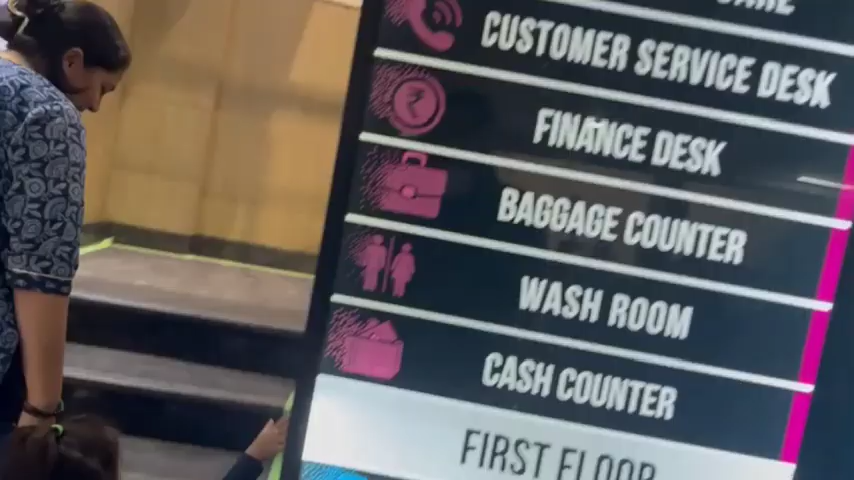 CUSTOMER SERVICE DESK
FINANCE DESK
BAGGAGE COUNTER
WASH ROOM
CASH COUNTER
FIRST FLOOR